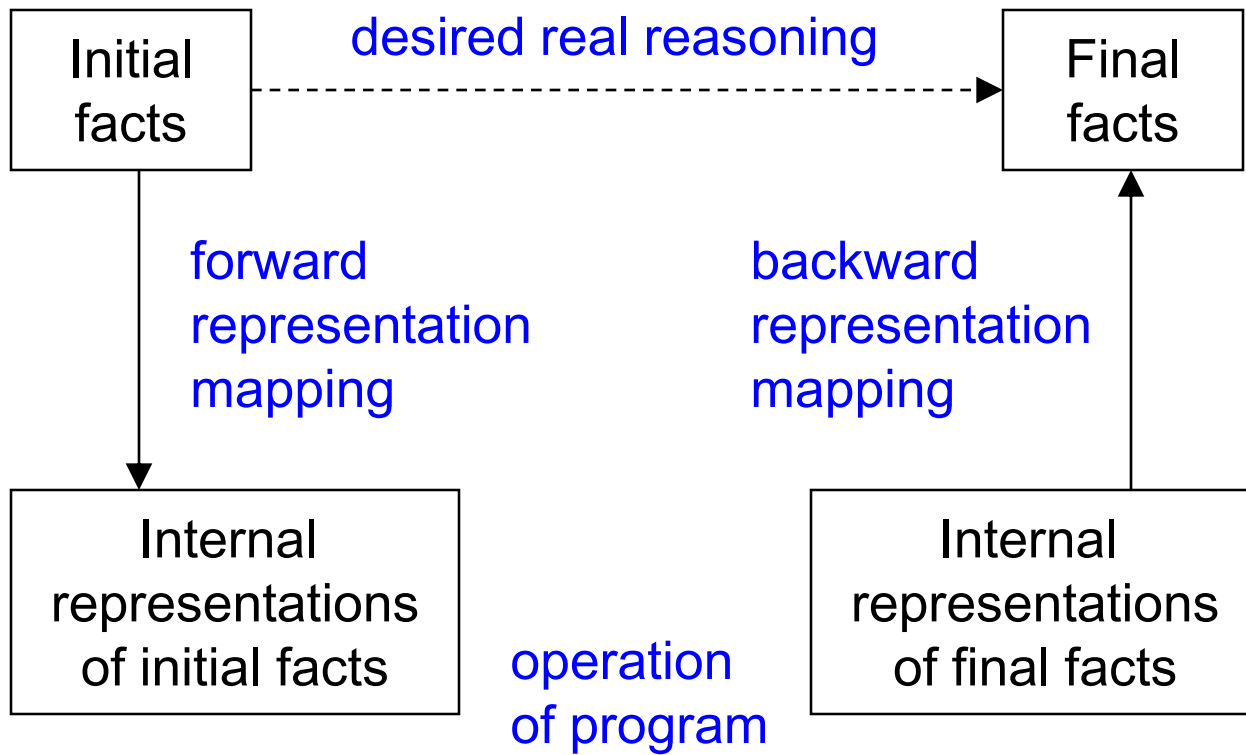 Initial
facts
desired real reasoning
Final
facts
forward
representation
mapping
backward
representation
mapping
Internal
representations
of initial facts
operation
of program
Internal
representations
of final facts